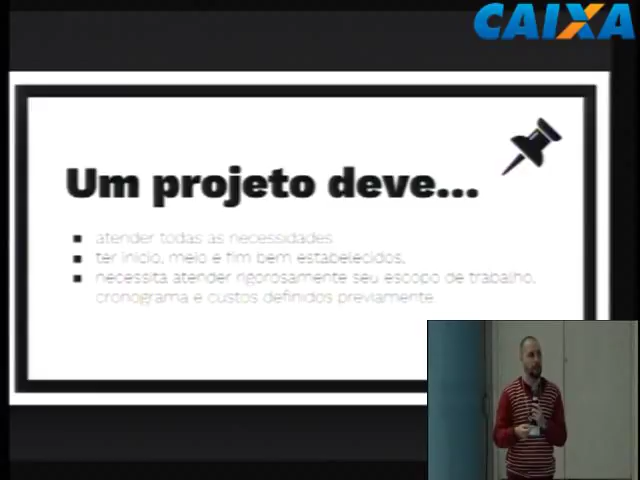 CAIXA
Um projeto deve...
atender todas as necessidades
ter início, meio e fim bem estabelecidos.
necessita atender rigorosamente seu escopo de trabalho,
cronograma e custos definidos previamente.